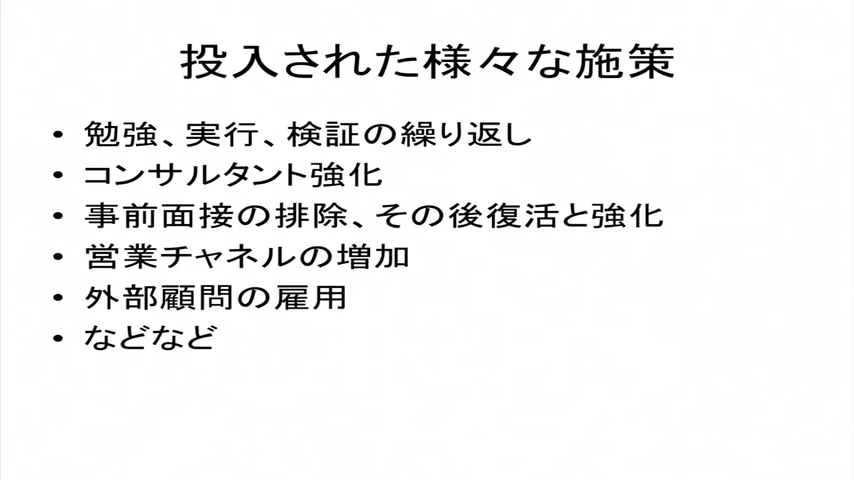 投入された様々な施策
• 勉強、実行、検証の繰り返し
• コンサルタント強化
• 事前面接の排除、その後復活と強化
• 営業チャネルの増加
• 外部顧問の雇用
• などなど